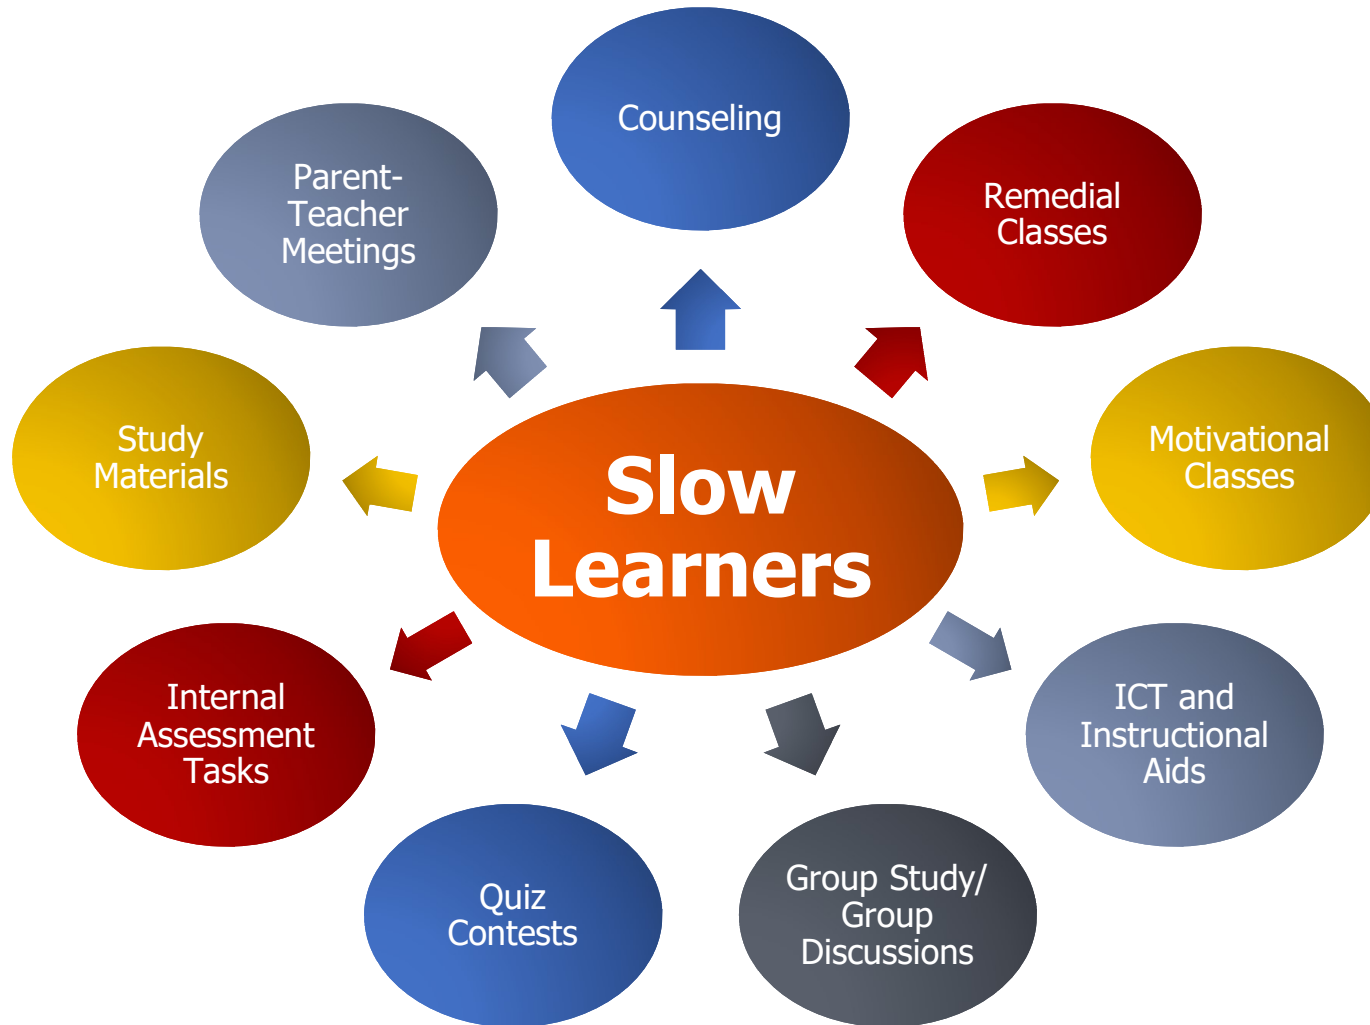 Counseling
Remedial
Classes
Motivational
Classes
ICT and
Instructional
Aids
Group Study/
Group
Discussions
Quiz
Contests
Internal
Assessment
Tasks
Study
Materials
Parent-
Teacher
Meetings
Slow
Learners